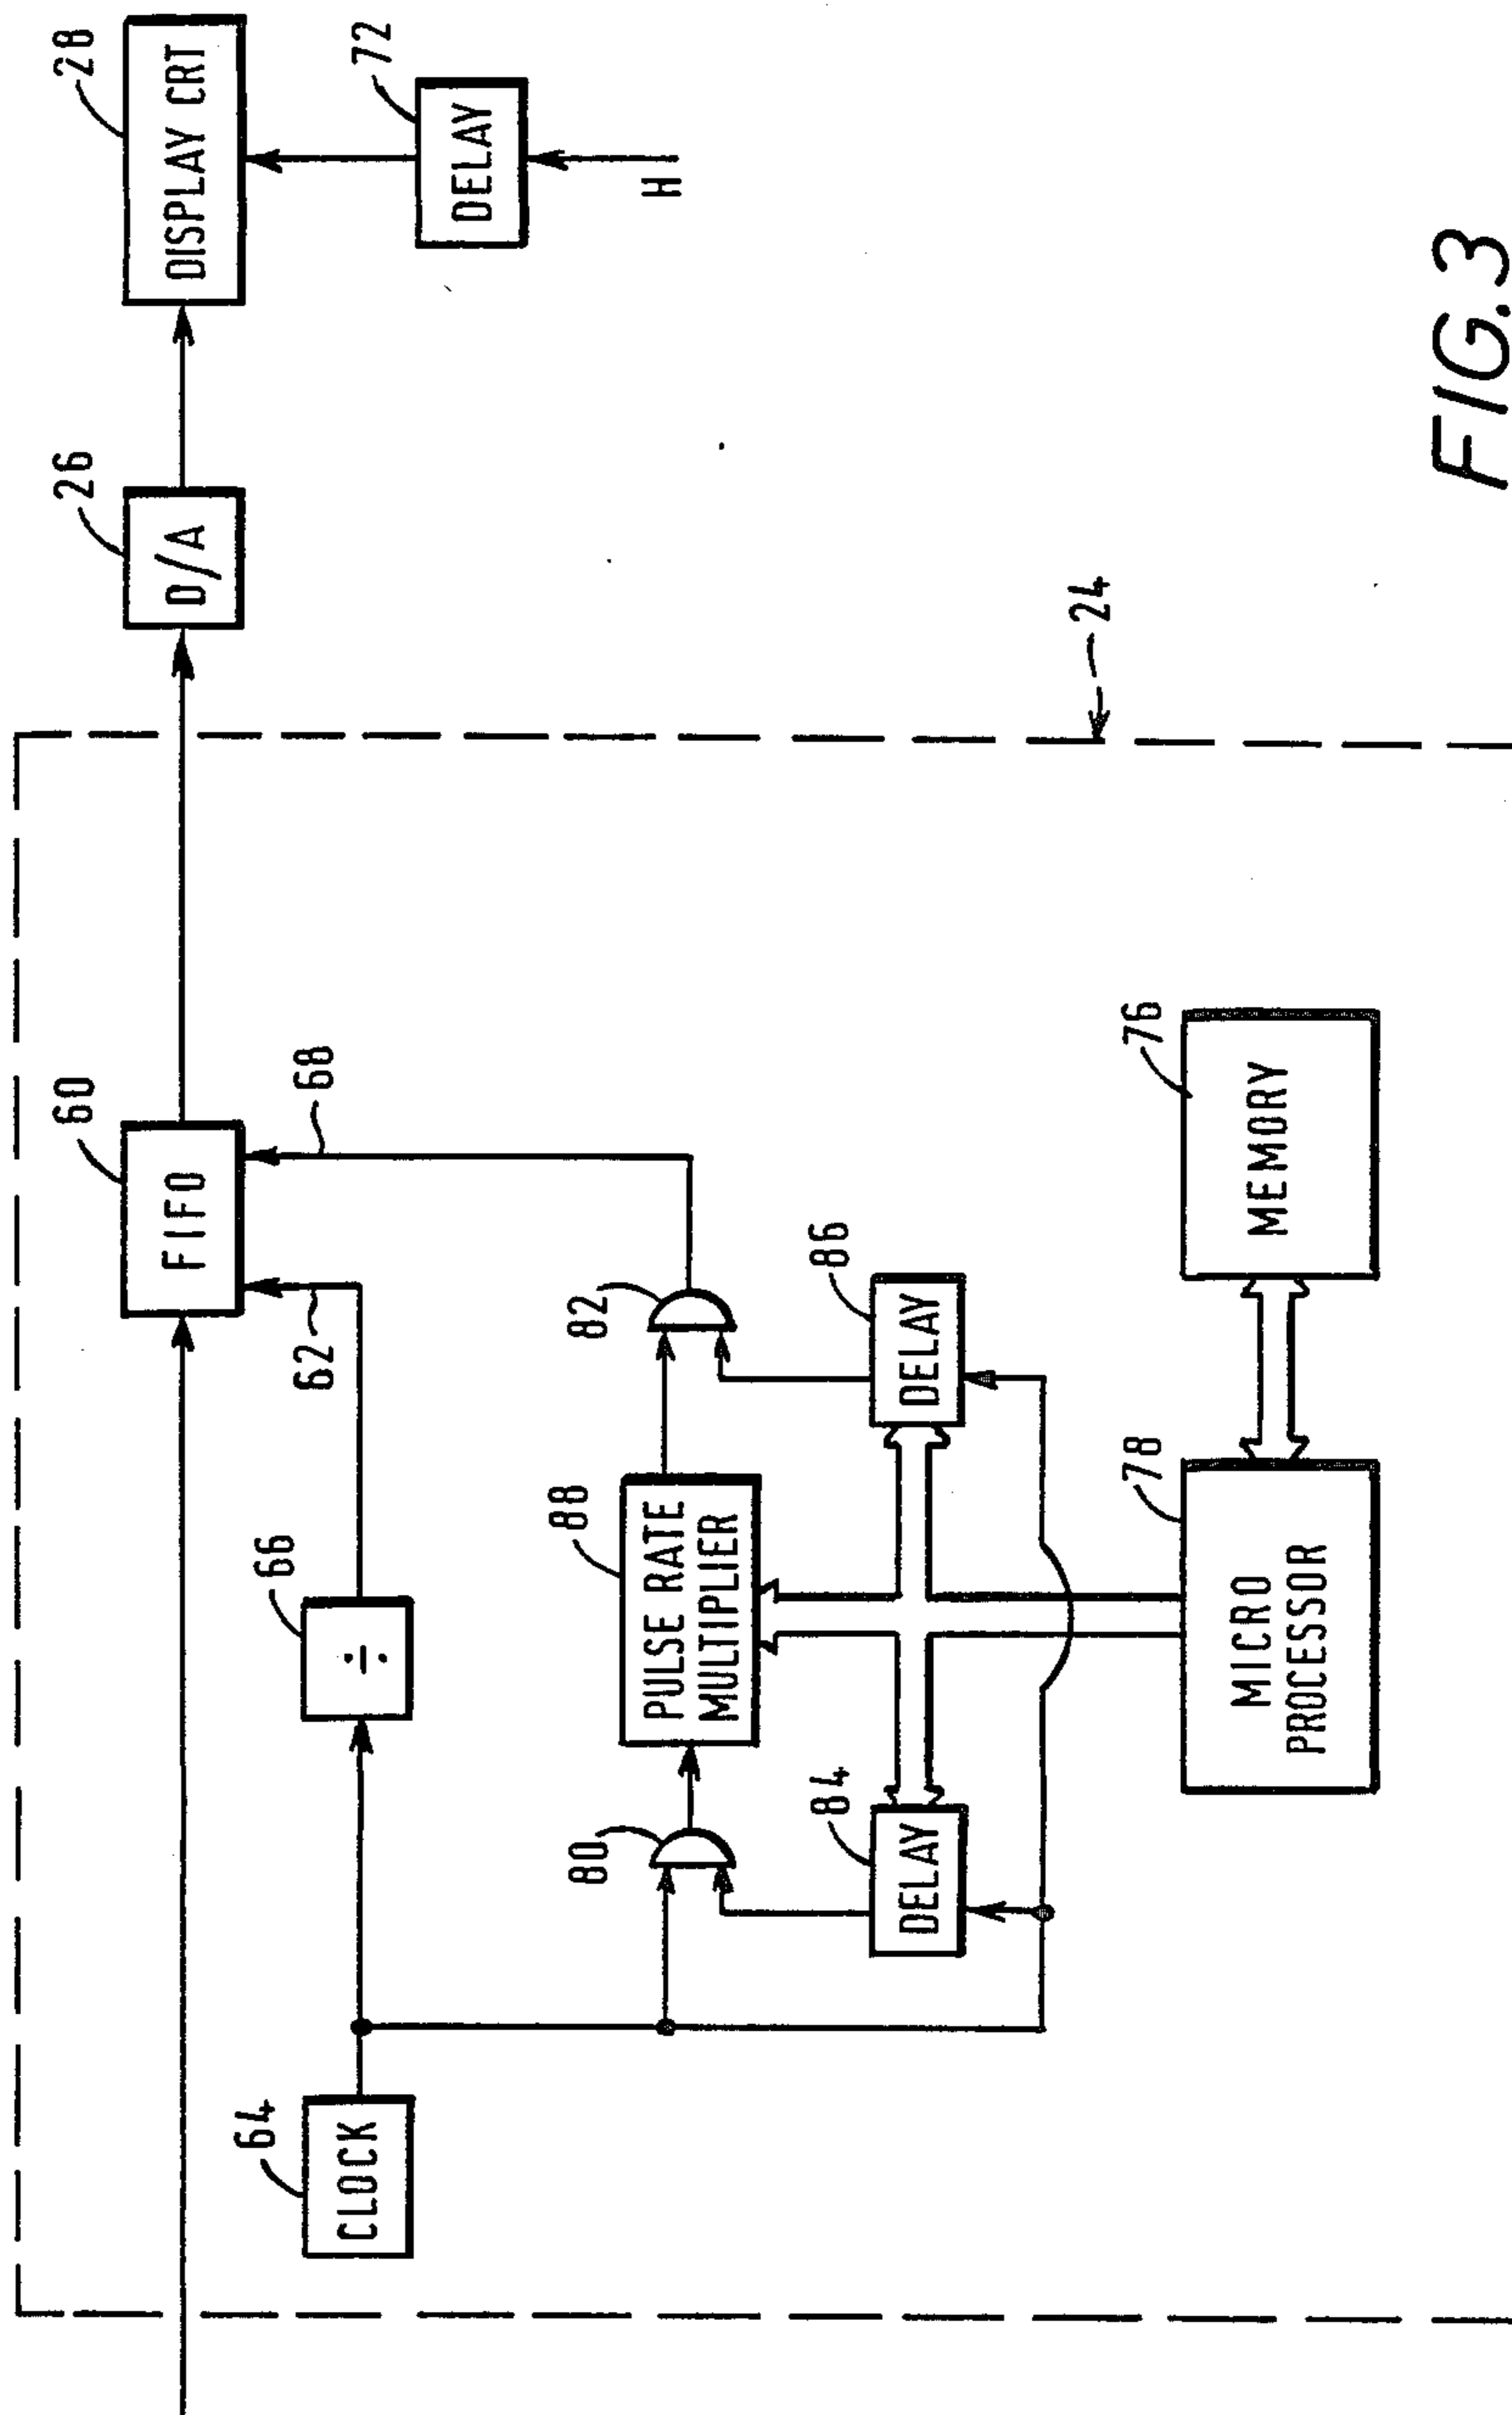 28
DISPLAY CRT
72
DELAY
H
26
D/A
24
60
FIFO
68
62
66
÷
64
CLOCK
82
86
DELAY
88
PULSE RATE
MULTIPLIER
80
84
DELAY
76
MEMORY
78
MICRO
PROCESSOR
FIG.3